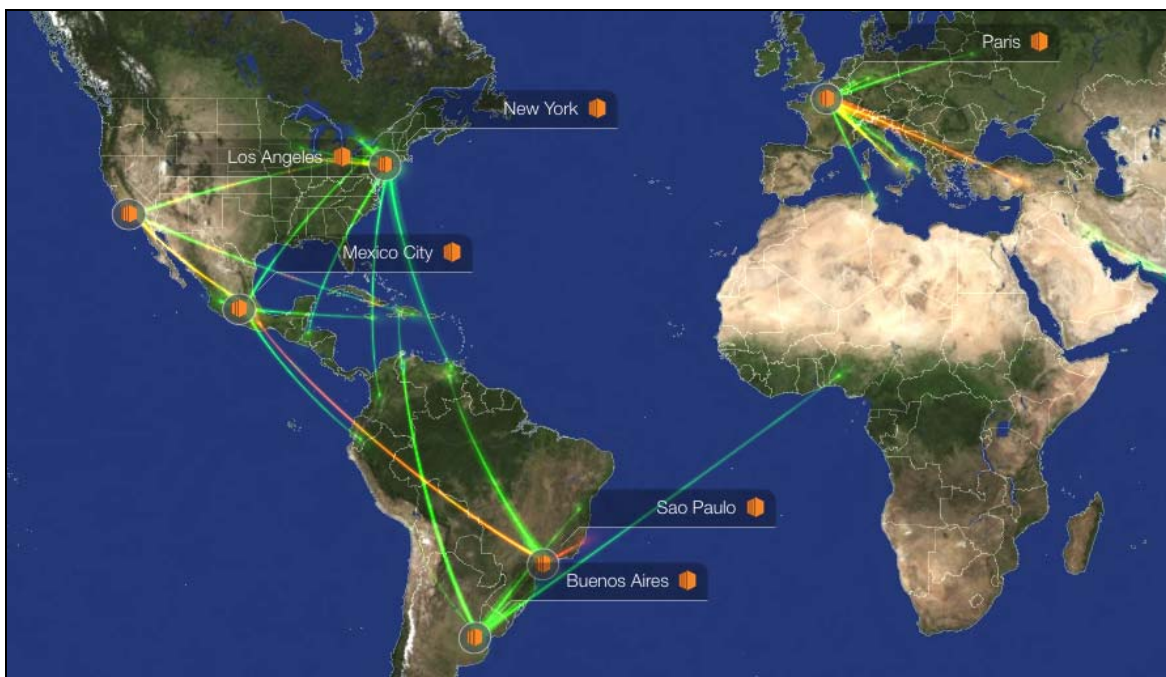 Paris
New York
Los Angeles
Mexico City
Sao Paulo
Buenos Aires